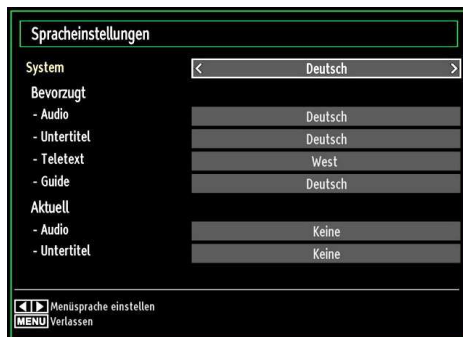 Spracheinstellungen
System < Deutsch >
Bevorzugt
- Audio Deutsch
- Untertitel Deutsch
- Teletext West
- Guide Deutsch
Aktuell
- Audio Keine
- Untertitel Keine
Menüsprache einstellen
MENU Verlassen